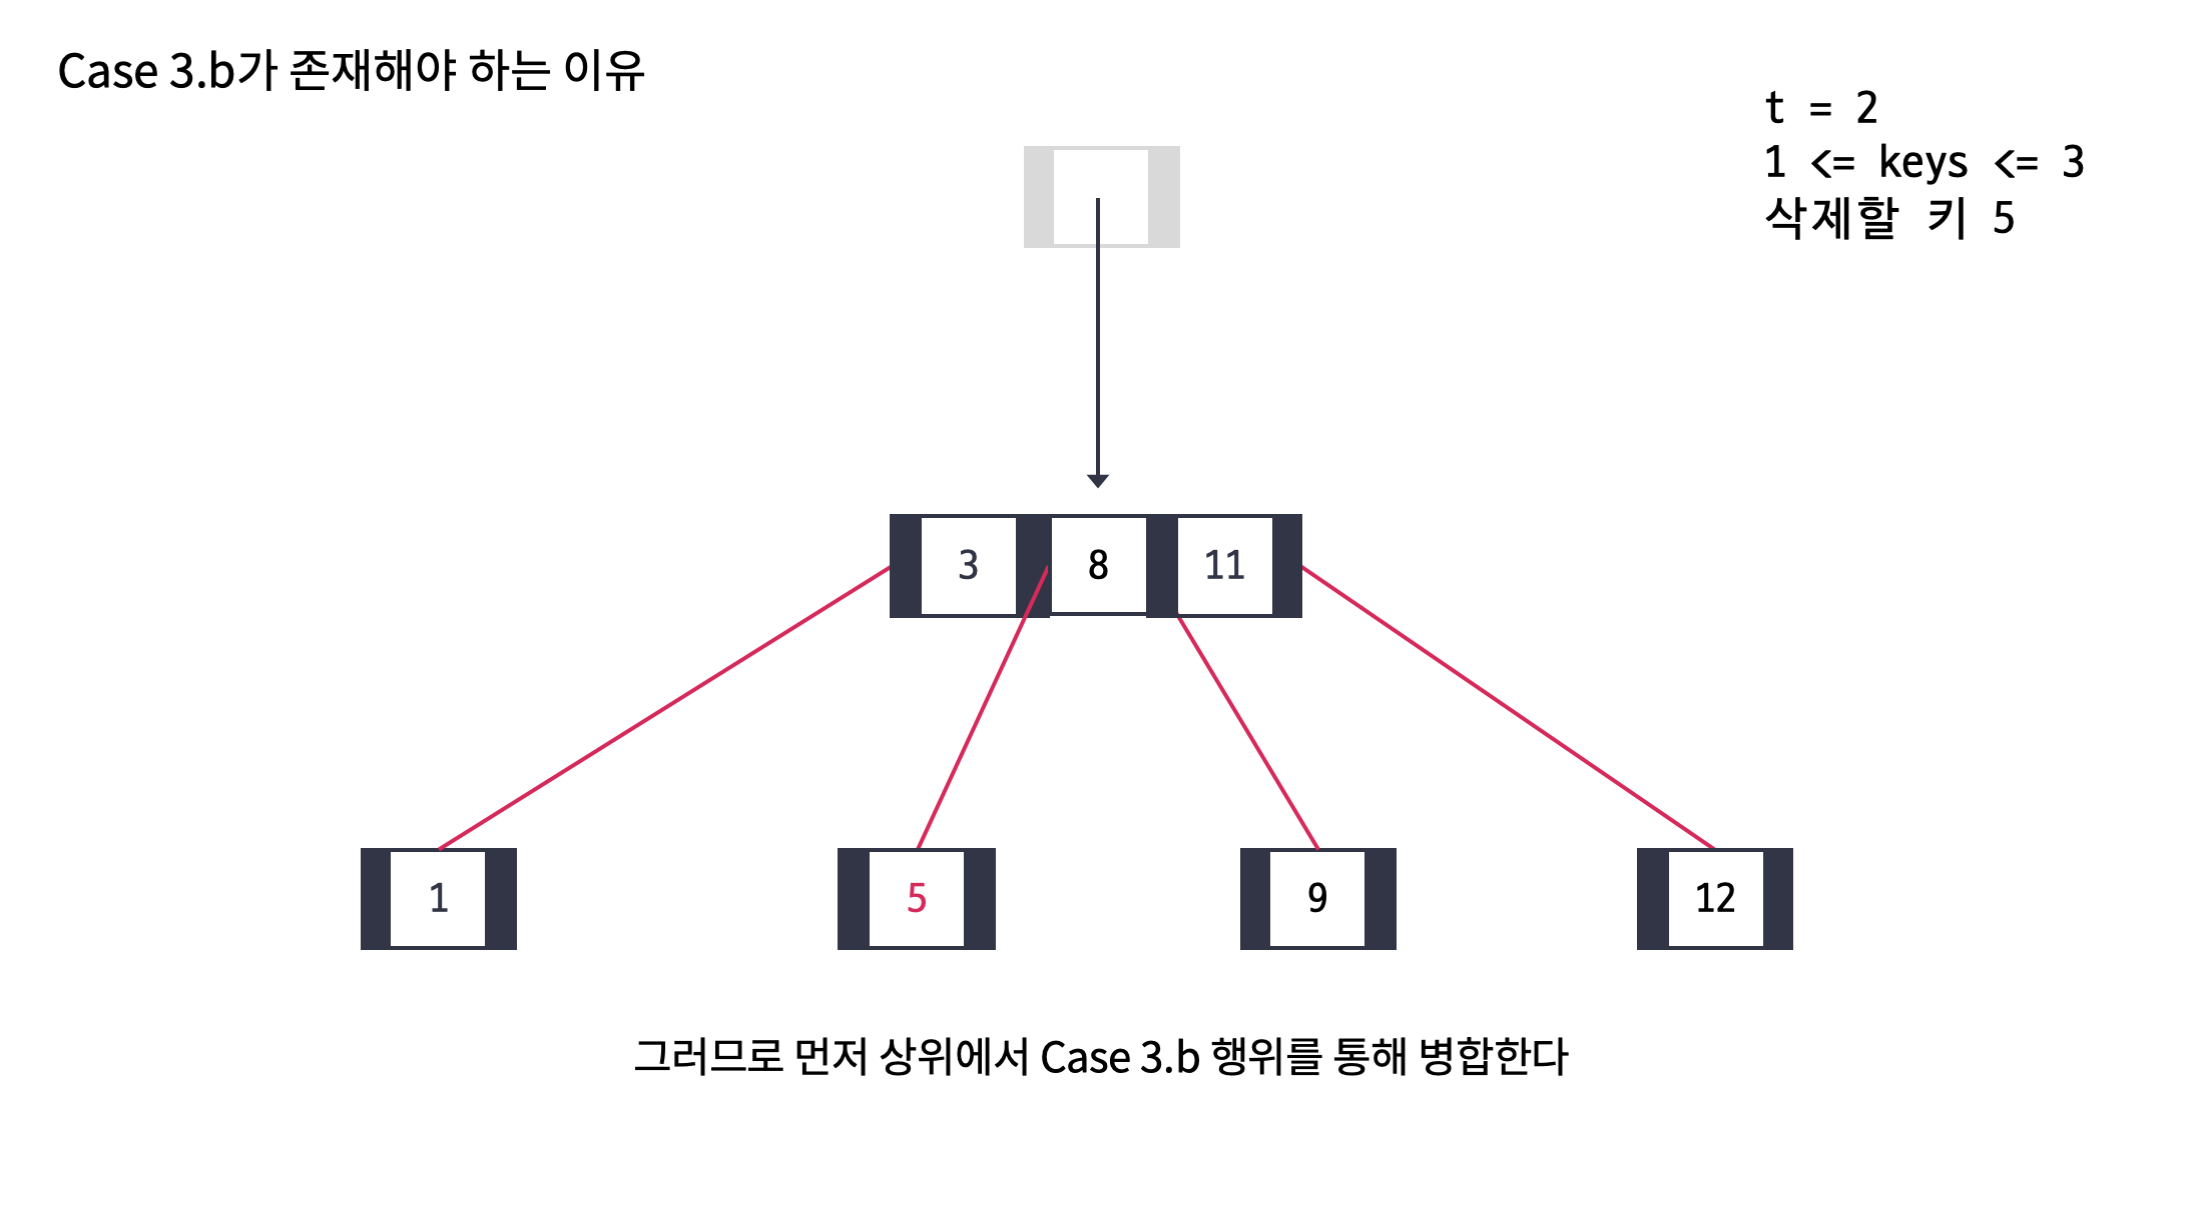 Case 3.b가 존재해야 하는 이유
t = 2
1 <= keys <= 3
삭제할 키 5
3 8 11
1 5 9 12
그러므로 먼저 상위에서 Case 3.b 행위를 통해 병합한다